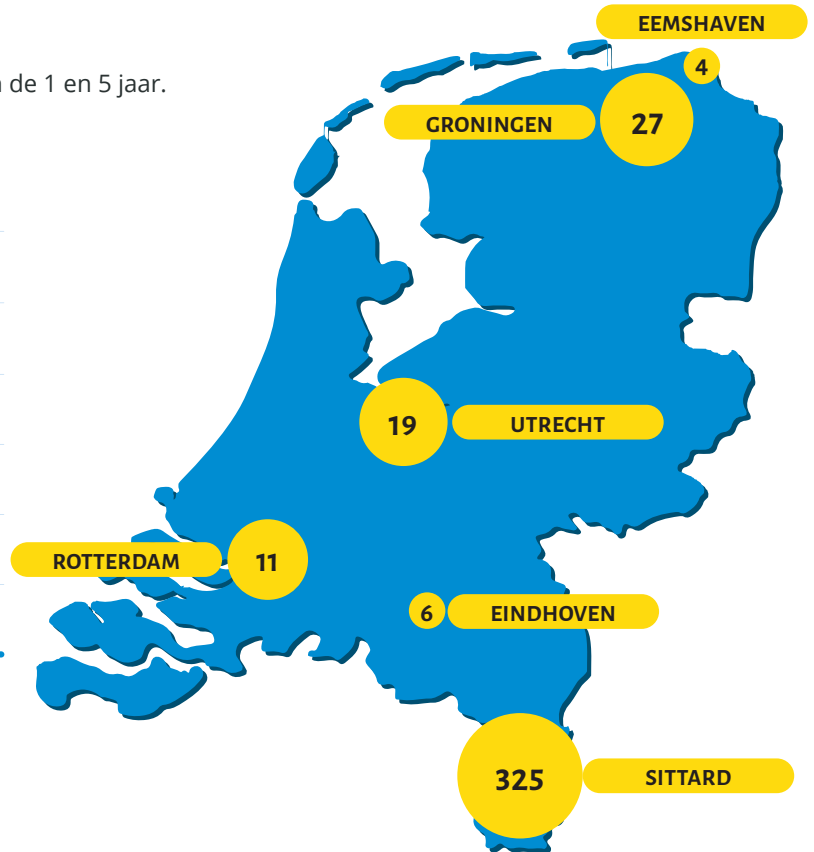 EEMSHAVEN
4
de 1 en 5 jaar.
GRONINGEN
27
19
UTRECHT
ROTTERDAM
11
6
EINDHOVEN
325
SITTARD